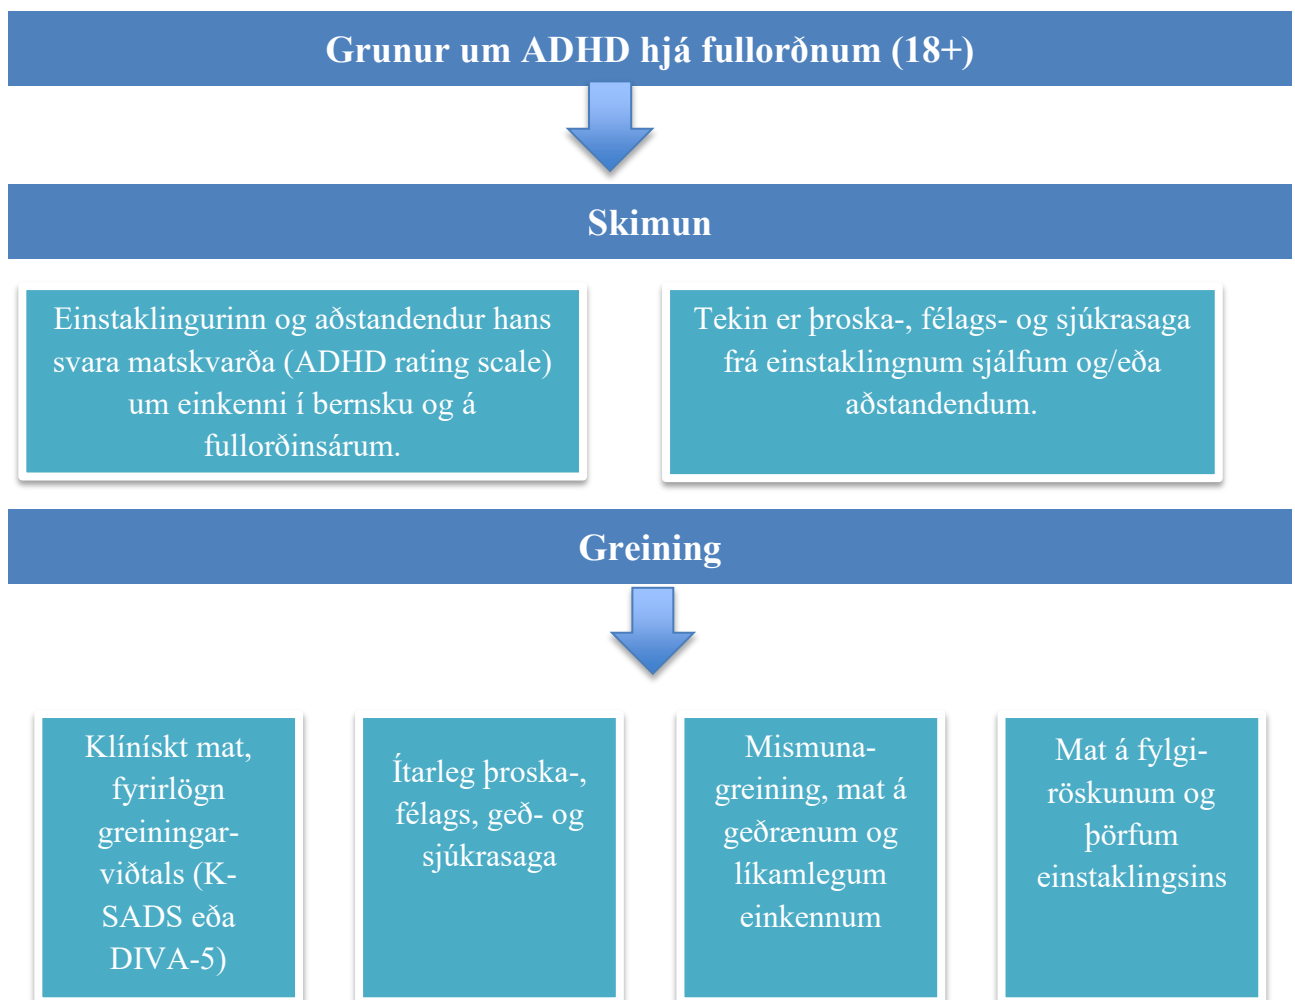 Grunur um ADHD hjá fullorðnum (18+)
Skimun
Einstaklingurinn og aðstandendur hans
svara matskvarða (ADHD rating scale)
um einkenni í bernsku og á
fullorðinsárum.
Tekin er þroska-, félags- og sjúkrasaga
frá einstaklingnum sjálfum og/eða
aðstandendum.
Greining
Klínískt mat,
fyrirlögn
greiningar-
viðtals (K-
SADS eða
DIVA-5)
Ítarleg þroska-,
félags, geð- og
sjúkrasaga
Mismuna-
greining, mat á
geðrænum og
líkamlegum
einkennum
Mat á fylgi-
röskunum og
þörfum
einstaklingsins